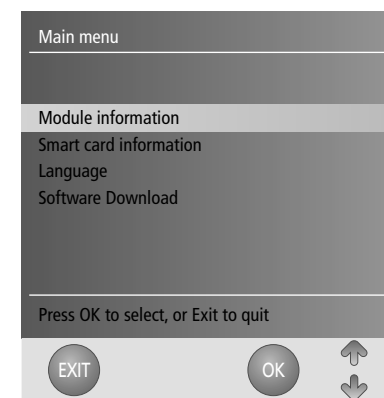 Main menu
Module information
Smart card information
Language
Software Download
Press OK to select, or Exit to quit
EXIT OK